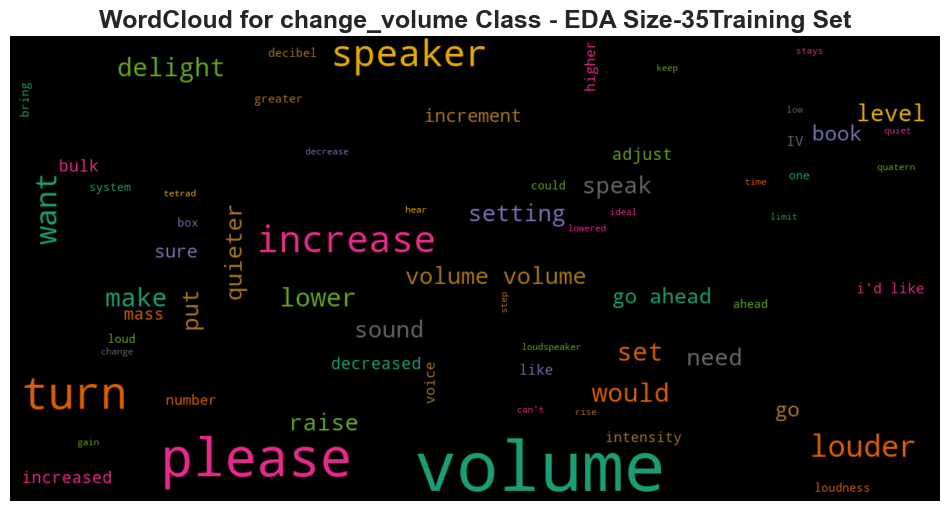 WordCloud for change_volume Class - EDA Size-35Training Set
decibel
speaker
higher
stays
delight
keep
bring
greater
increment
low
level
book
quiet
IV
decrease
adjust
bulk
quatern
system
tetrad
could
speak
time
one
want
box
hear
setting
ideal
limit
lowered
sure
quieter
increase
volume volume
make
put
lower
go ahead
ahead
i'd like
mass
step
sound
loud
change
loudspeaker
set
need
decreased
like
voice
turn
number
would
can't
rise
go
raise
gain
please
volume
intensity
louder
increased
loudness